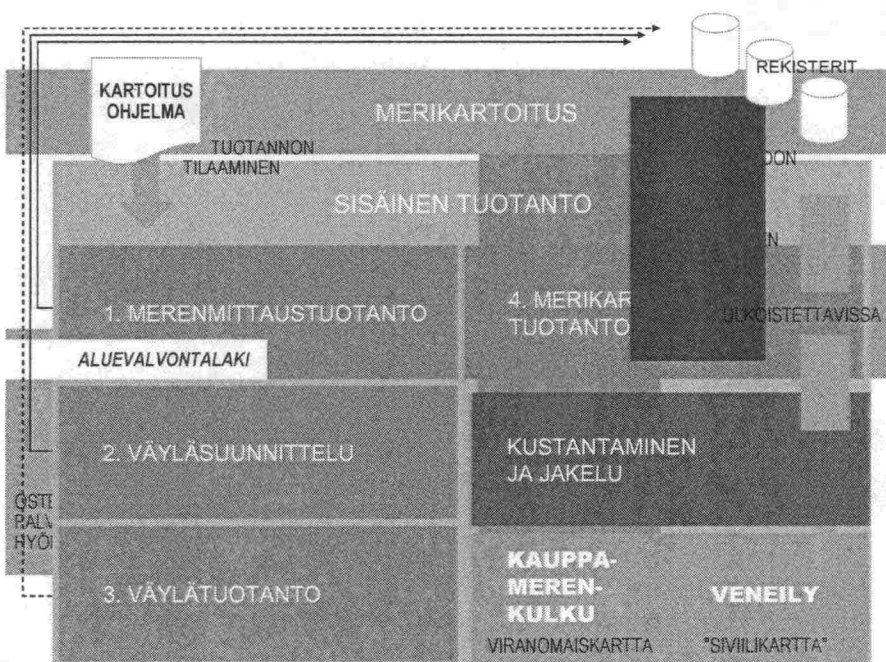 REKISTERIT
KARTOITUS
OHJELMA
MERIKARTOITUS
TUOTANNON
TILAAMINEN
SISÄINEN TUOTANTO
1. MERENMITTAUSTUOTANTO
4.
TUOTANTO
ULKOISTETTAVISSA
ALUEVALVONTALAKI
2. VÄYLÄSUUNNITTELU
KUSTANTAMINEN
JA JAKELU
3. VÄYLÄTUOTANTO
KAUPPA-
MEREN-
KULKU
VIRANOMAISKARTTA
VENEILY
"SIVIILIKARTTA"